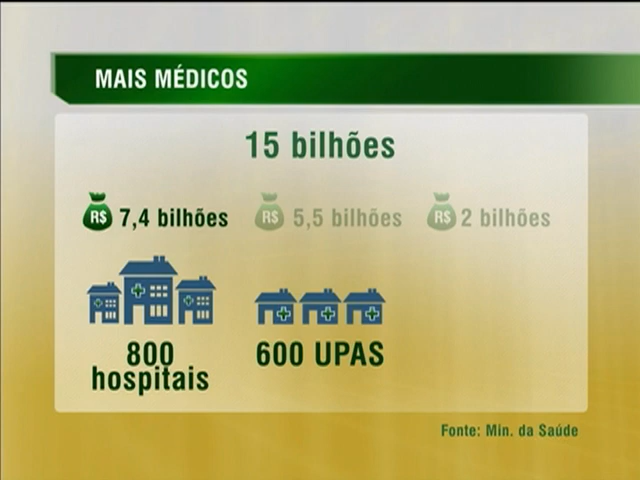 MAIS MÉDICOS
15 bilhões
R$ 7,4 bilhões R$ 5,5 bilhões R$ 2 bilhões
800 hospitais
600 UPAS
Fonte: Min. da Saúde